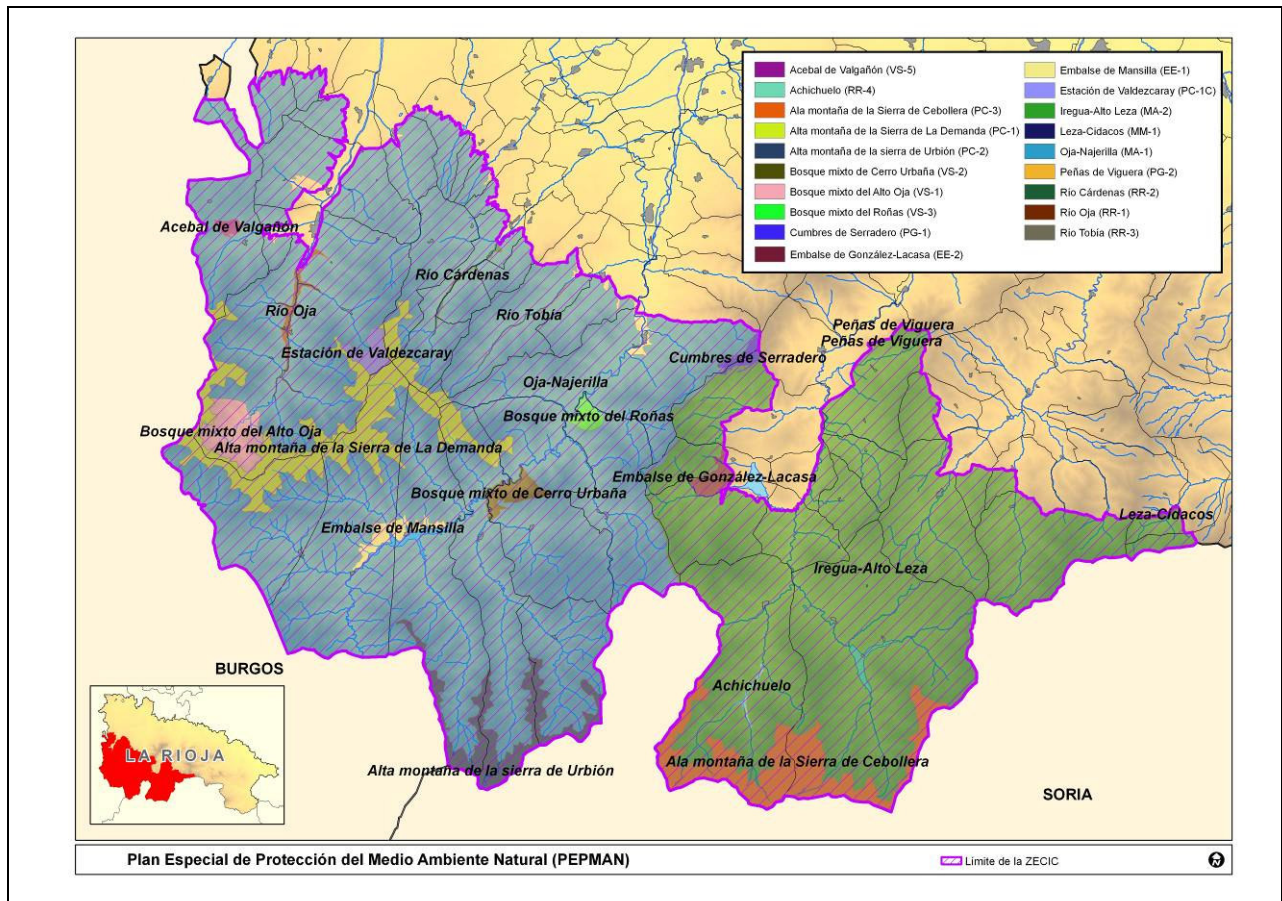 Acebal de Valgañón (VS-5)
Achichuelo (RR-4)
Ala montaña de la Sierra de Cebollera (PC-3)
Alta montaña de la Sierra de La Demanda (PC-1)
Alta montaña de la sierra de Urbión (PC-2)
Bosque mixto de Cerro Urbaña (VS-2)
Bosque mixto del Alto Oja (VS-1)
Bosque mixto del Roñas (VS-3)
Cumbres de Serradero (PG-1)
Embalse de González-Lacasa (EE-2)
Embalse de Mansilla (EE-1)
Estación de Valdezcaray (PC-1C)
Iregua-Alto Leza (MA-2)
Leza-Cidacos (MM-1)
Oja-Najerilla (MA-1)
Peñas de Viguera (PG-2)
Río Cárdenas (RR-2)
Río Oja (RR-1)
Río Tobía (RR-3)
Acebal de Valgañón
Río Cárdenas
Río Oja
Río Tobía
Peñas de Viguera
Peñas de Viguera
Estación de Valdezcaray
Cumbres de Serradero
Oja-Najerilla
Bosque mixto del Roñas
Bosque mixto del Alto Oja
Alta montaña de la Sierra de La Demanda
Embalse de González-Lacasa
Bosque mixto de Cerro Urbaña
Leza-Cidacos
Embalse de Mansilla
Iregua-Alto Leza
BURGOS
Achichuelo
LA RIOJA
Ala montaña de la Sierra de Cebollera
Alta montaña de la sierra de Urbión
SORIA
Plan Especial de Protección del Medio Ambiente Natural (PEPMAN)
Límite de la ZECIC
N